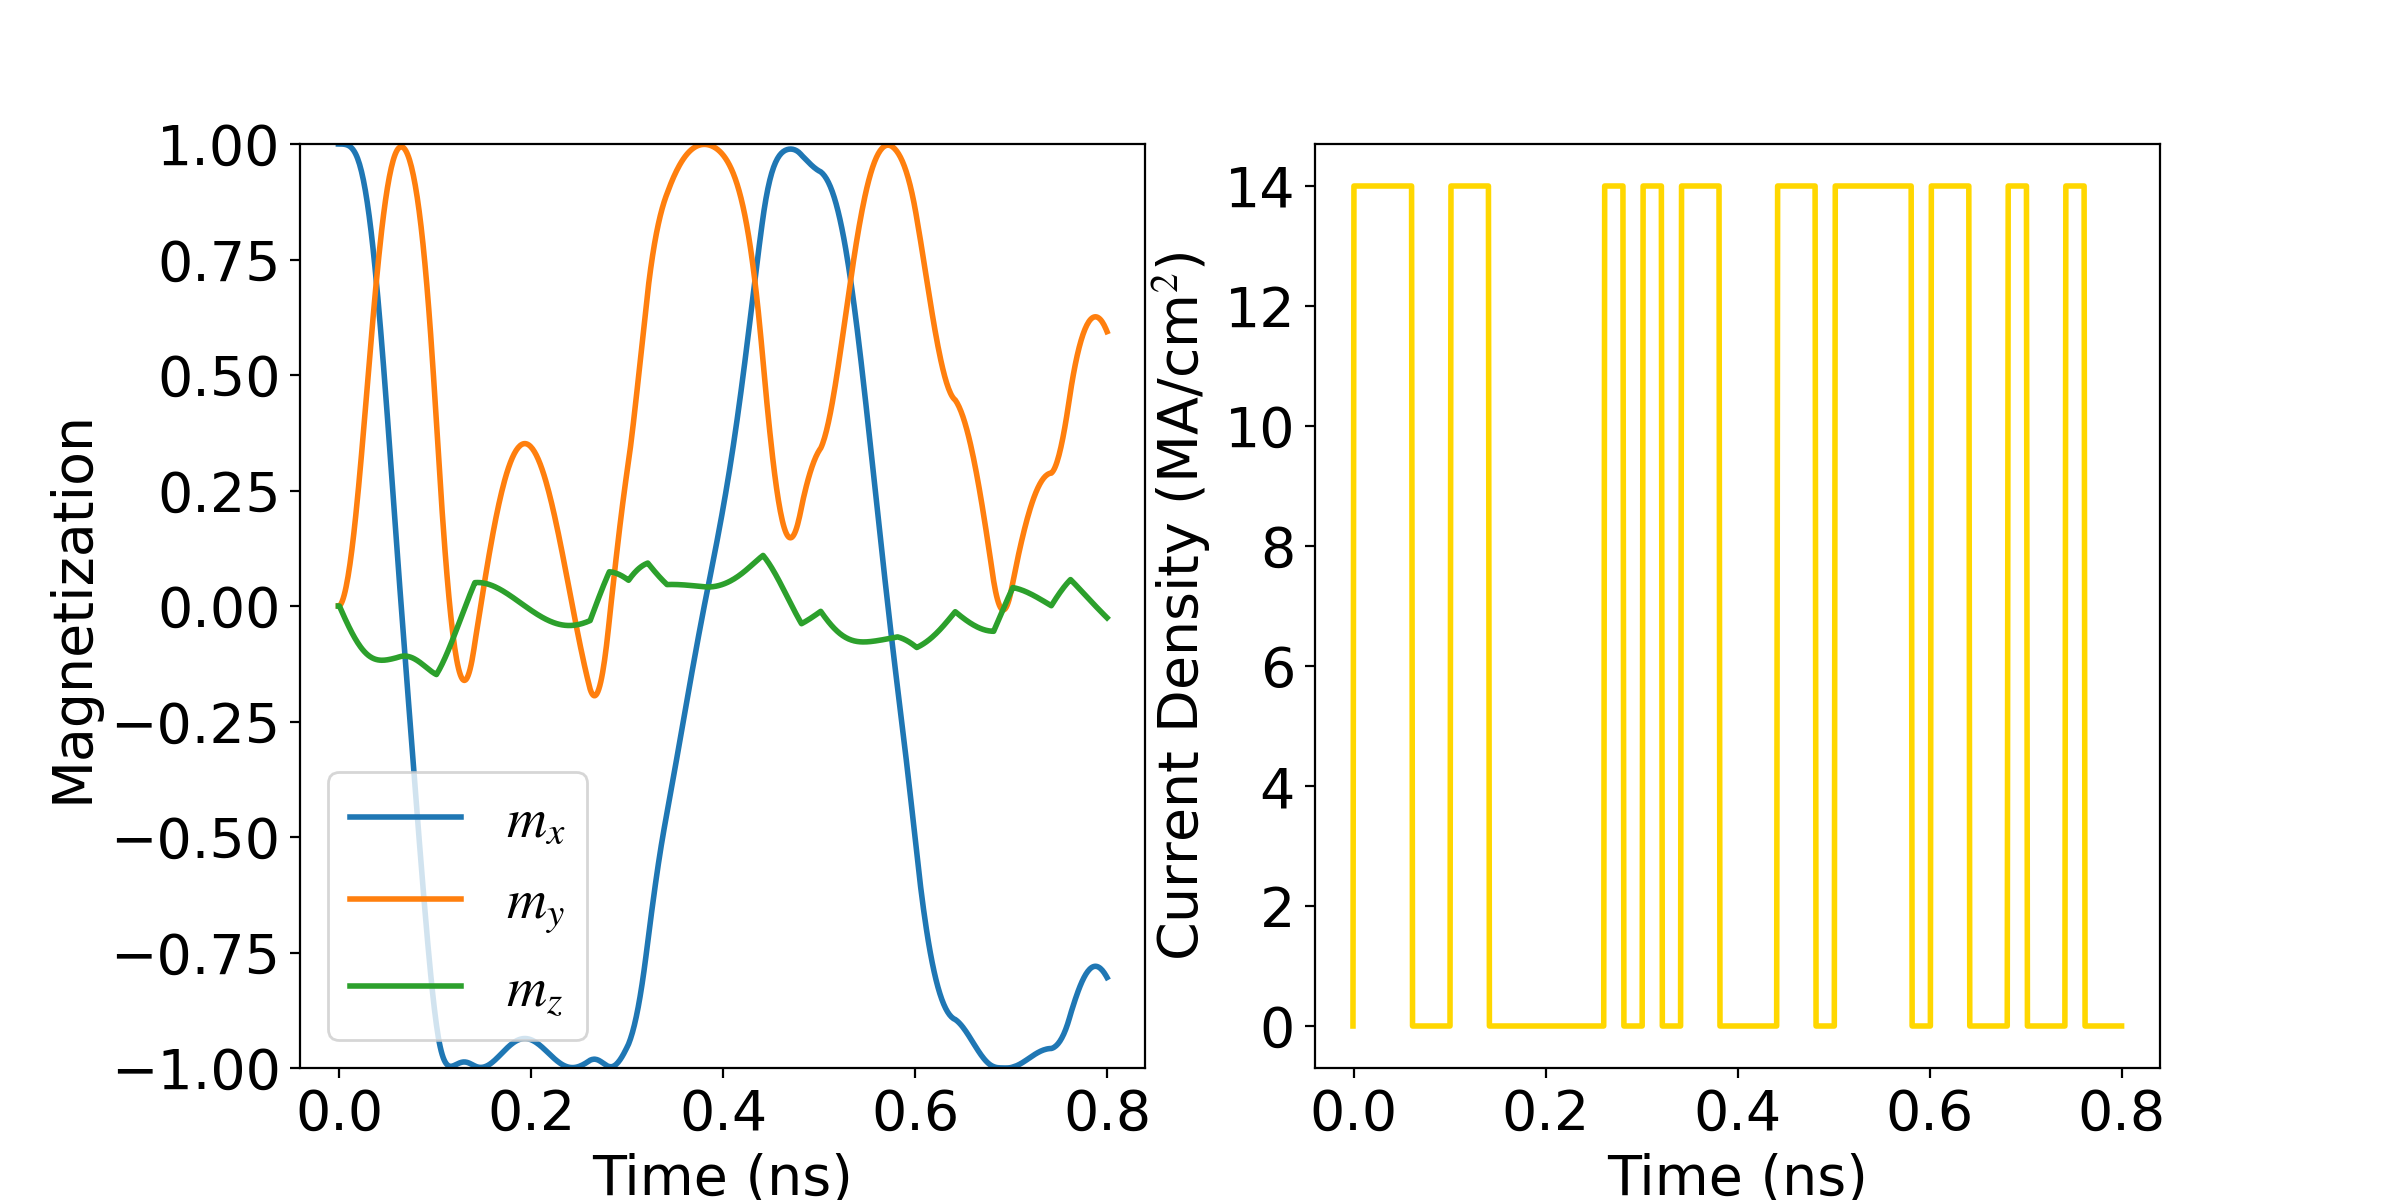 Magnetization
1.00
0.75
0.50
0.25
0.00
−0.25
−0.50
−0.75
−1.00
0.0 0.2 0.4 0.6 0.8
Time (ns)
m_x
m_y
m_z
Current Density (MA/cm²)
14
12
10
8
6
4
2
0
0.0 0.2 0.4 0.6 0.8
Time (ns)